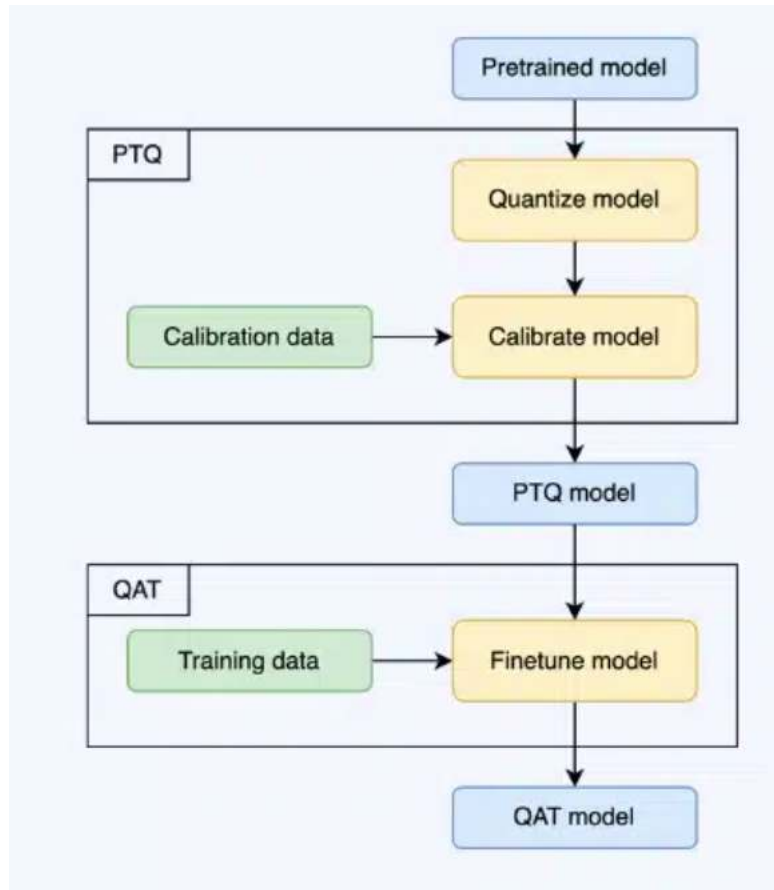 Pretrained model
PTQ
Quantize model
Calibration data
Calibrate model
PTQ model
QAT
Training data
Finetune model
QAT model